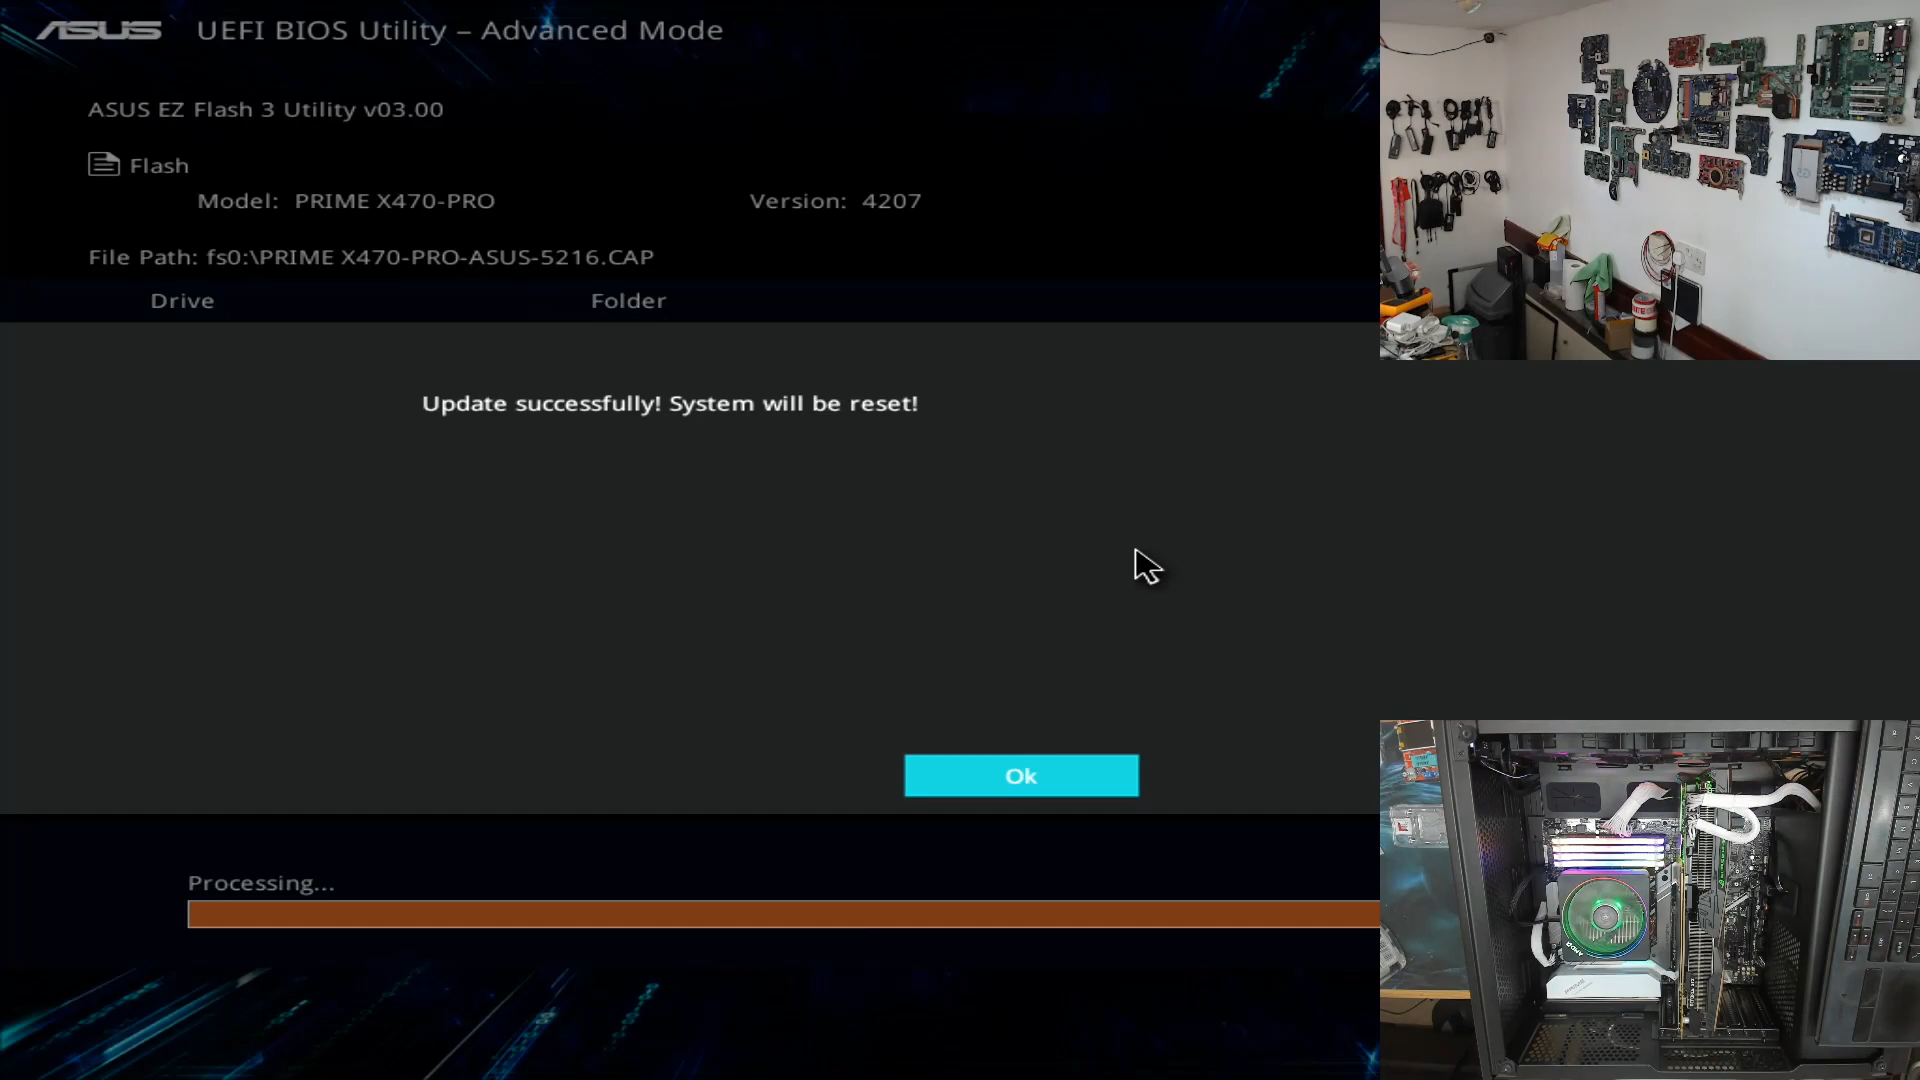 ASUS UEFI BIOS Utility – Advanced Mode
ASUS EZ Flash 3 Utility v03.00
Flash
Model: PRIME X470-PRO Version: 4207
File Path: fs0:\PRIME X470-PRO-ASUS-5216.CAP
Drive Folder
Update successfully! System will be reset!
Ok
Processing...
AMD
PRIME